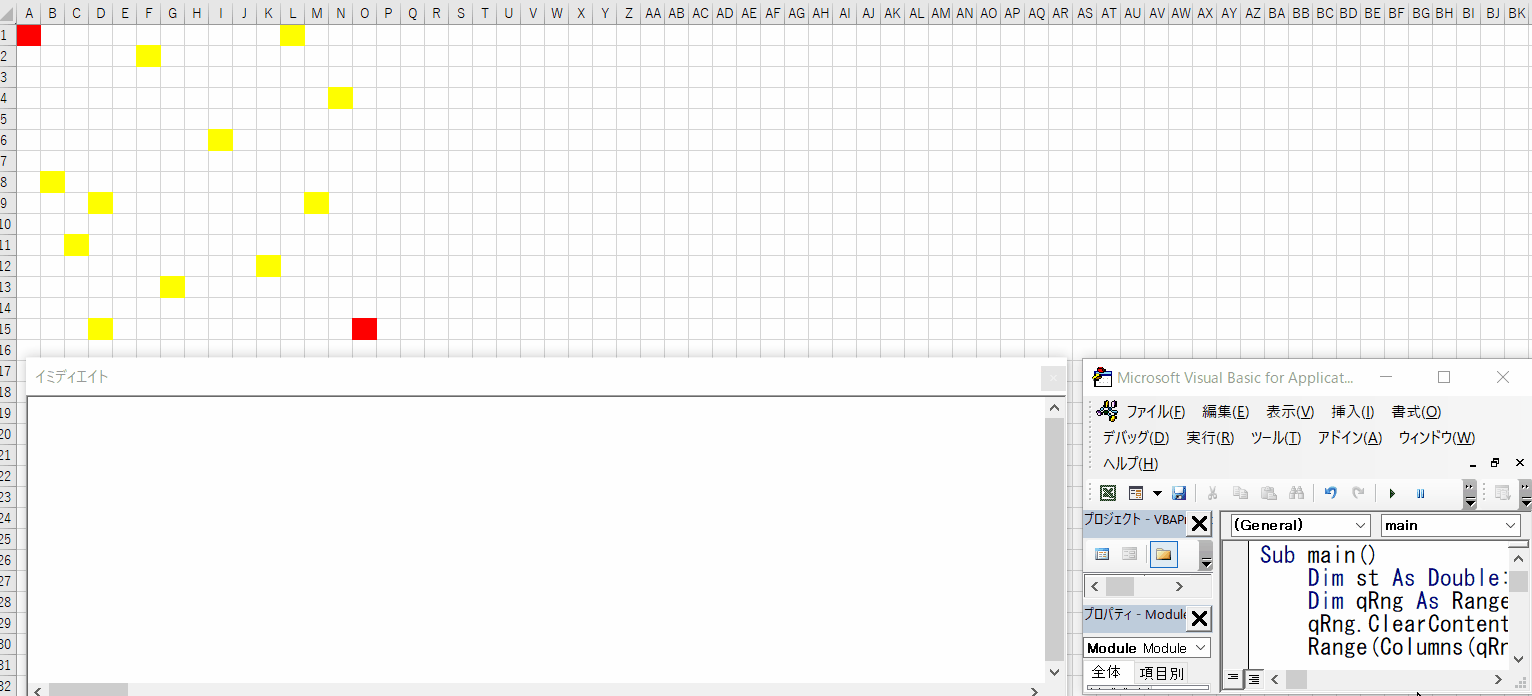 A B C D E F G H I J K L M N O P Q R S T U V W X Y Z AA AB AC AD AE AF AG AH AI AJ AK AL AM AN AO AP AQ AR AS AT AU AV AW AX AY AZ BA BB BC BD BE BF BG BH BI BJ BK
1
2
3
4
5
6
7
8
9
10
11
12
13
14
15
16
17
18
19
20
21
22
23
24
25
26
27
28
29
30
31
32
イミディエイト
Microsoft Visual Basic for Applicat...
ファイル(F) 編集(E) 表示(V) 挿入(I) 書式(O)
デバッグ(D) 実行(R) ツール(T) アドイン(A) ウィンドウ(W)
ヘルプ(H)
プロジェクト - VBAP
(General) main
プロパティ - Module
Module Module
全体 項目別
Sub main()
Dim st As Double:
Dim qRng As Range
qRng.ClearContent
Range(Columns(qRn